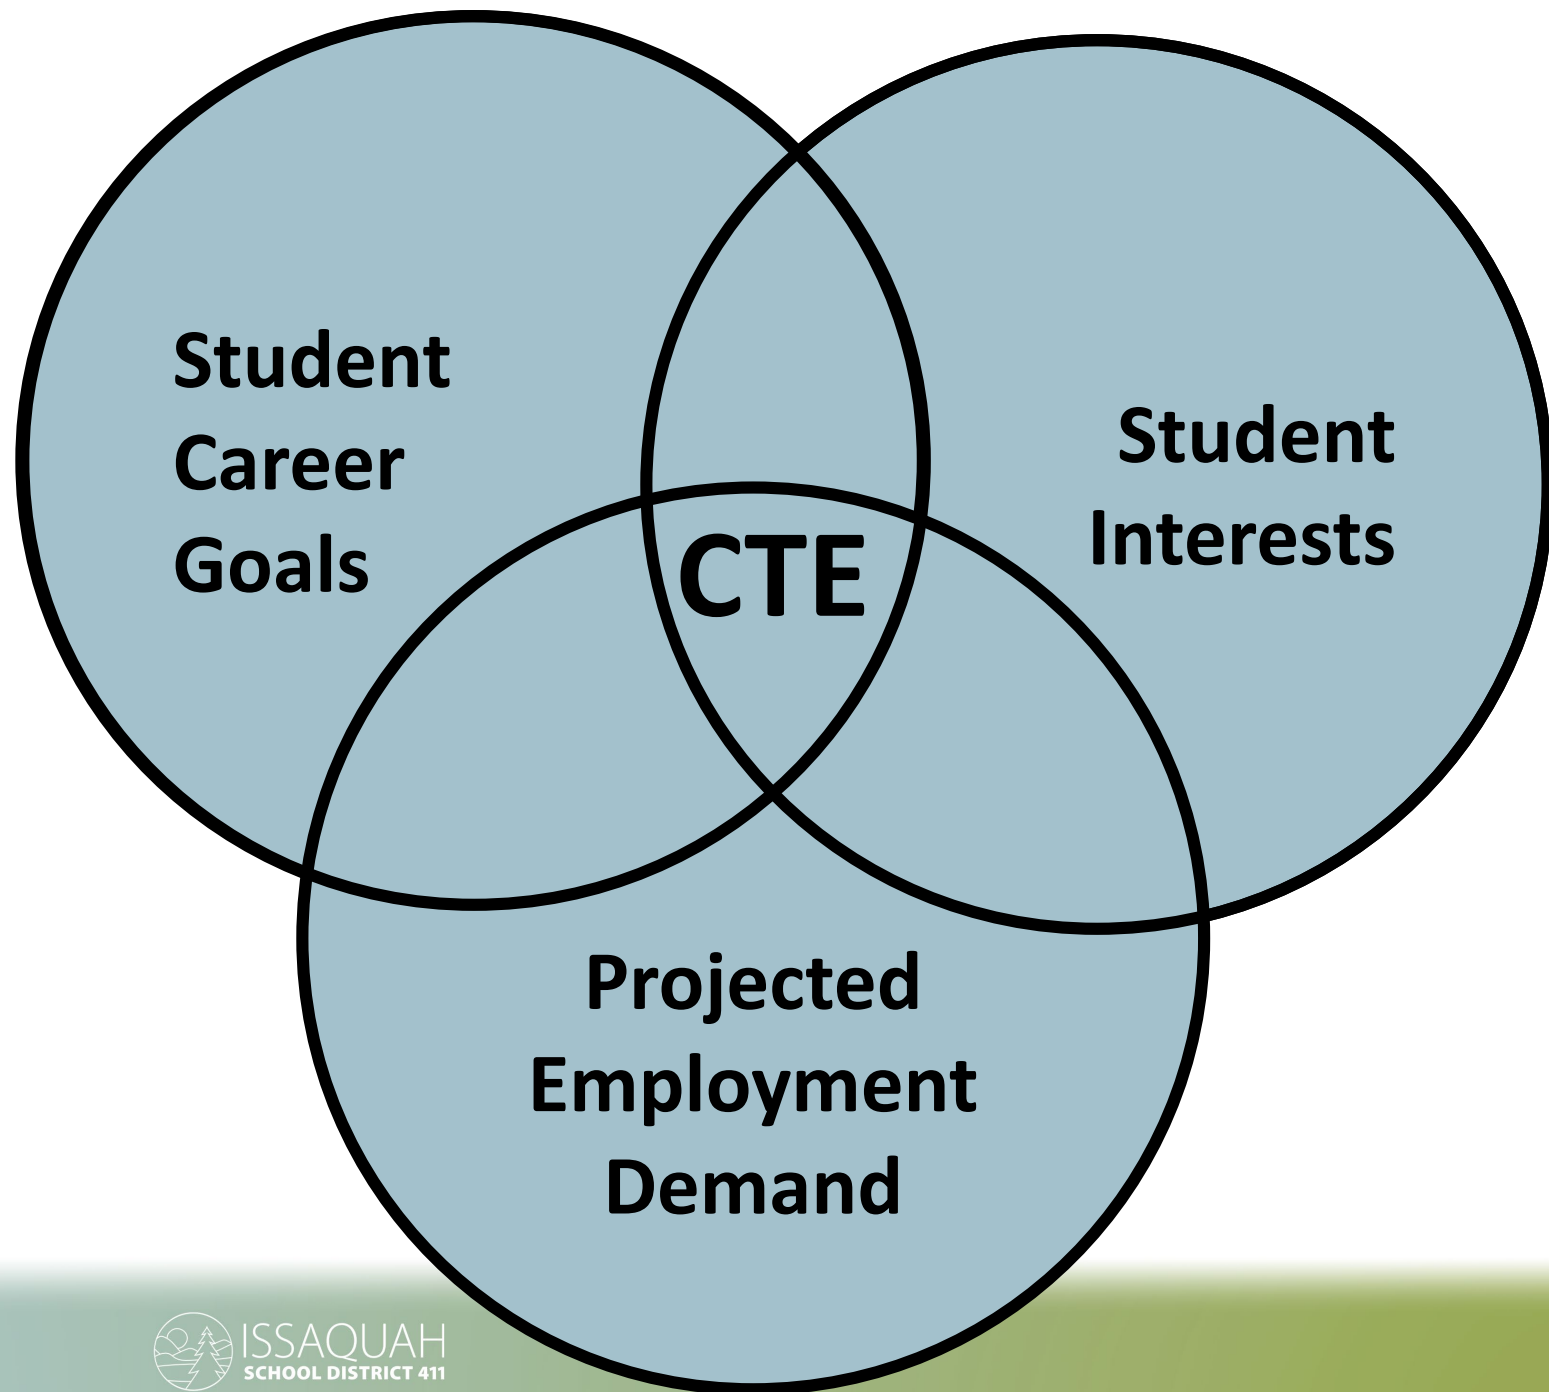 Student
Career
Goals
Student
Interests
CTE
Projected
Employment
Demand
ISSAQUAH
SCHOOL DISTRICT 411